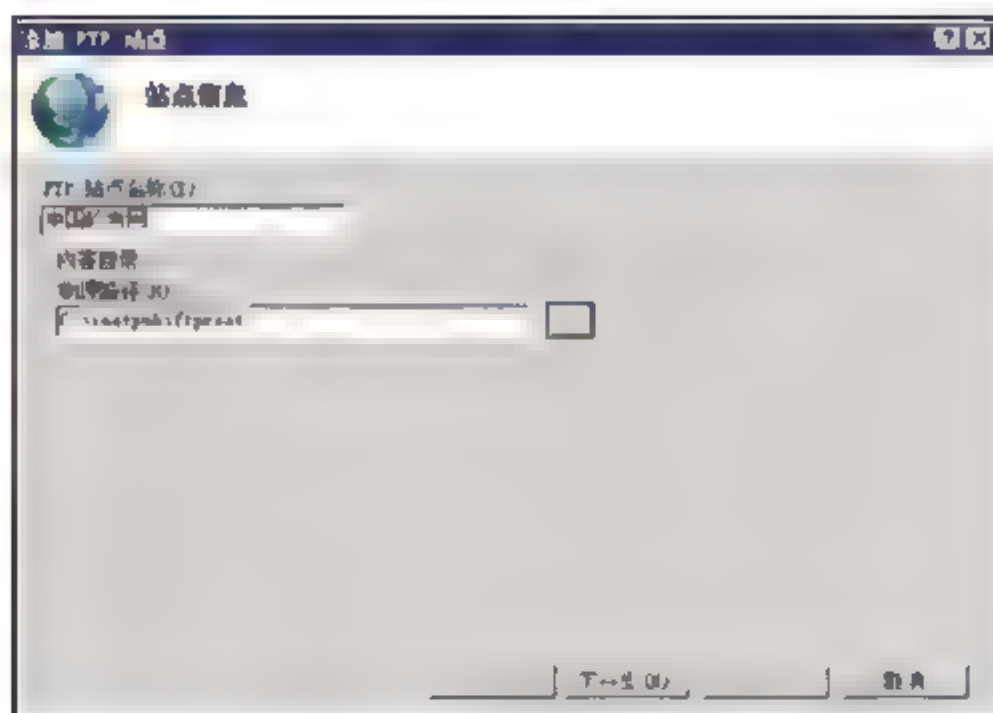 添加 FTP 站点
站点信息
FTP 站点名称(T)
内容目录
物理路径(H)
C:\inetpub\ftproot
下一步(N)
取消